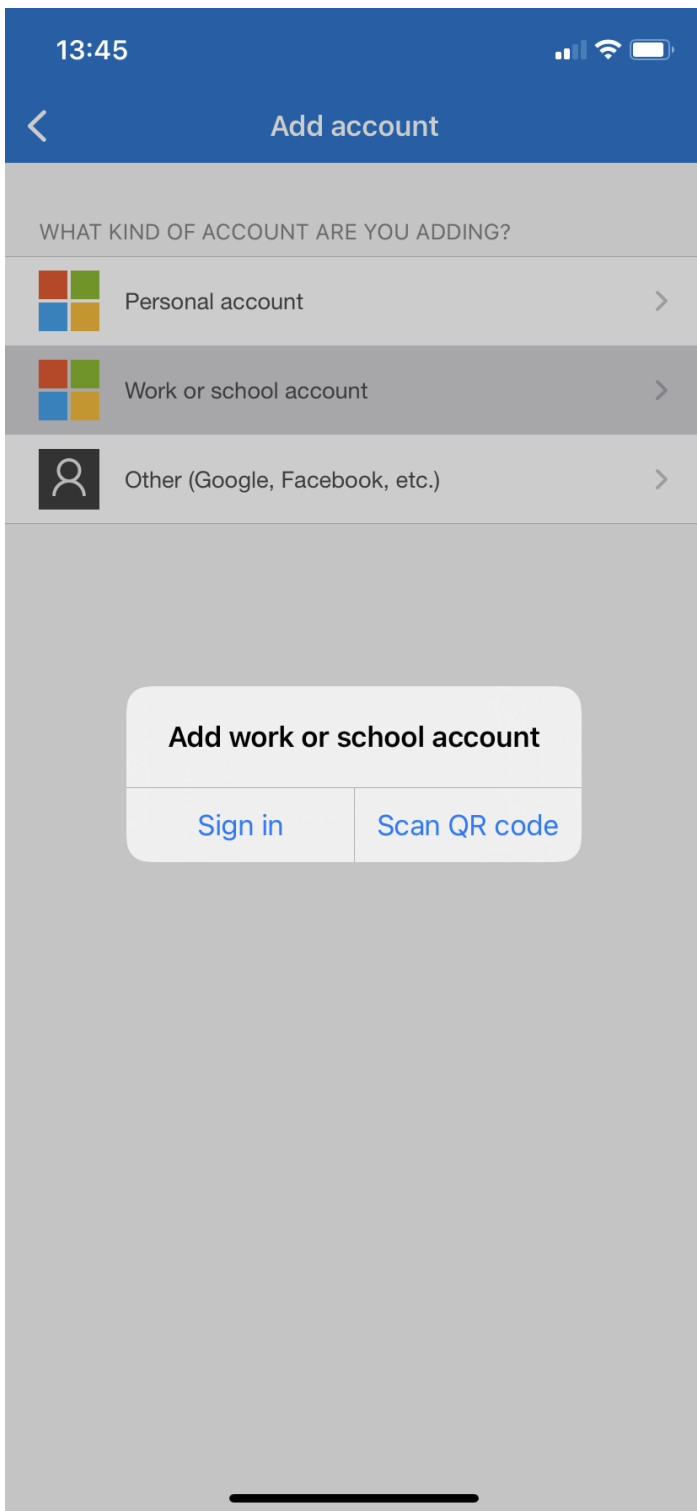 13:45
Add account
WHAT KIND OF ACCOUNT ARE YOU ADDING?
Personal account
Work or school account
Other (Google, Facebook, etc.)
Add work or school account
Sign in
Scan QR code